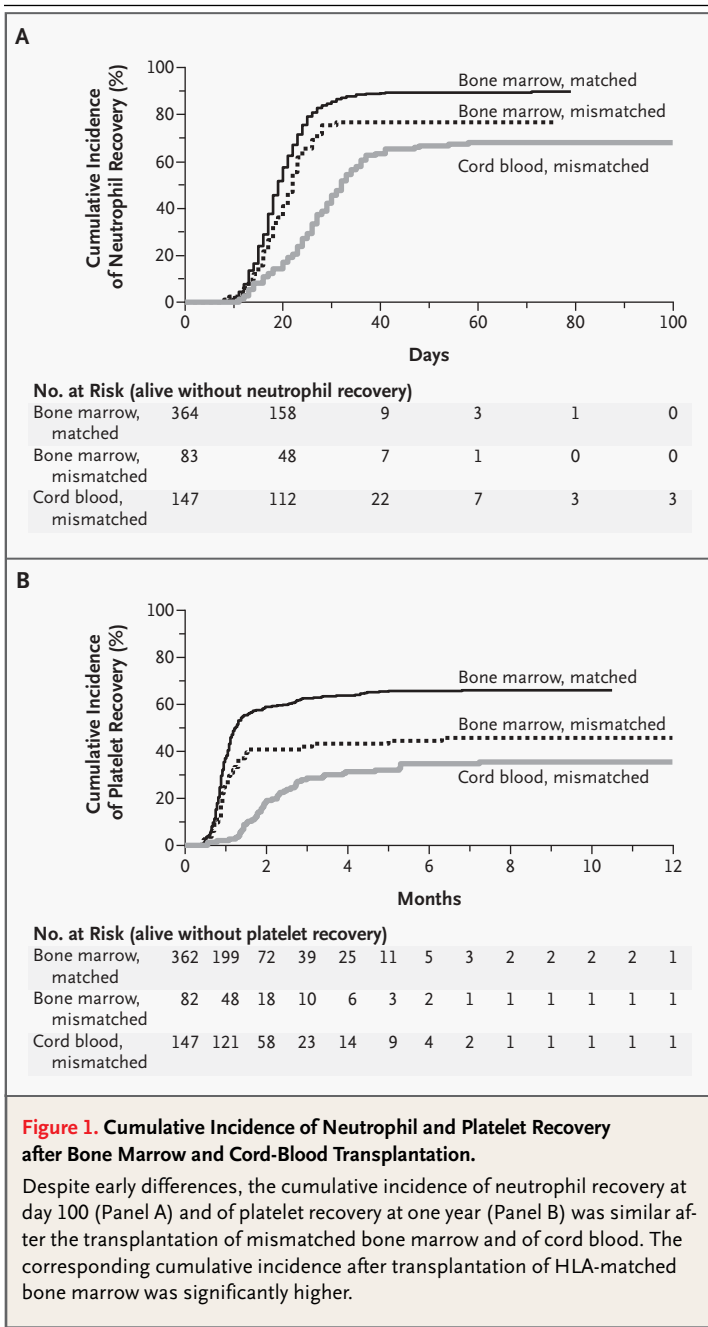 A
Cumulative Incidence
of Neutrophil Recovery (%)
100
80
60
40
20
0
Bone marrow, matched
Bone marrow, mismatched
Cord blood, mismatched
0 20 40 60 80 100
Days
No. at Risk (alive without neutrophil recovery)
Bone marrow, 364 158 9 3 1 0
matched
Bone marrow, 83 48 7 1 0 0
mismatched
Cord blood, 147 112 22 7 3 3
mismatched
B
Cumulative Incidence
of Platelet Recovery (%)
100
80
60
40
20
0
Bone marrow, matched
Bone marrow, mismatched
Cord blood, mismatched
0 2 4 6 8 10 12
Months
No. at Risk (alive without platelet recovery)
Bone marrow, 362 199 72 39 25 11 5 3 2 2 2 2 1
matched
Bone marrow, 82 48 18 10 6 3 2 1 1 1 1 1 1
mismatched
Cord blood, 147 121 58 23 14 9 4 2 1 1 1 1 1
mismatched
Figure 1. Cumulative Incidence of Neutrophil and Platelet Recovery
after Bone Marrow and Cord-Blood Transplantation.
Despite early differences, the cumulative incidence of neutrophil recovery at
day 100 (Panel A) and of platelet recovery at one year (Panel B) was similar af-
ter the transplantation of mismatched bone marrow and of cord blood. The
corresponding cumulative incidence after transplantation of HLA-matched
bone marrow was significantly higher.